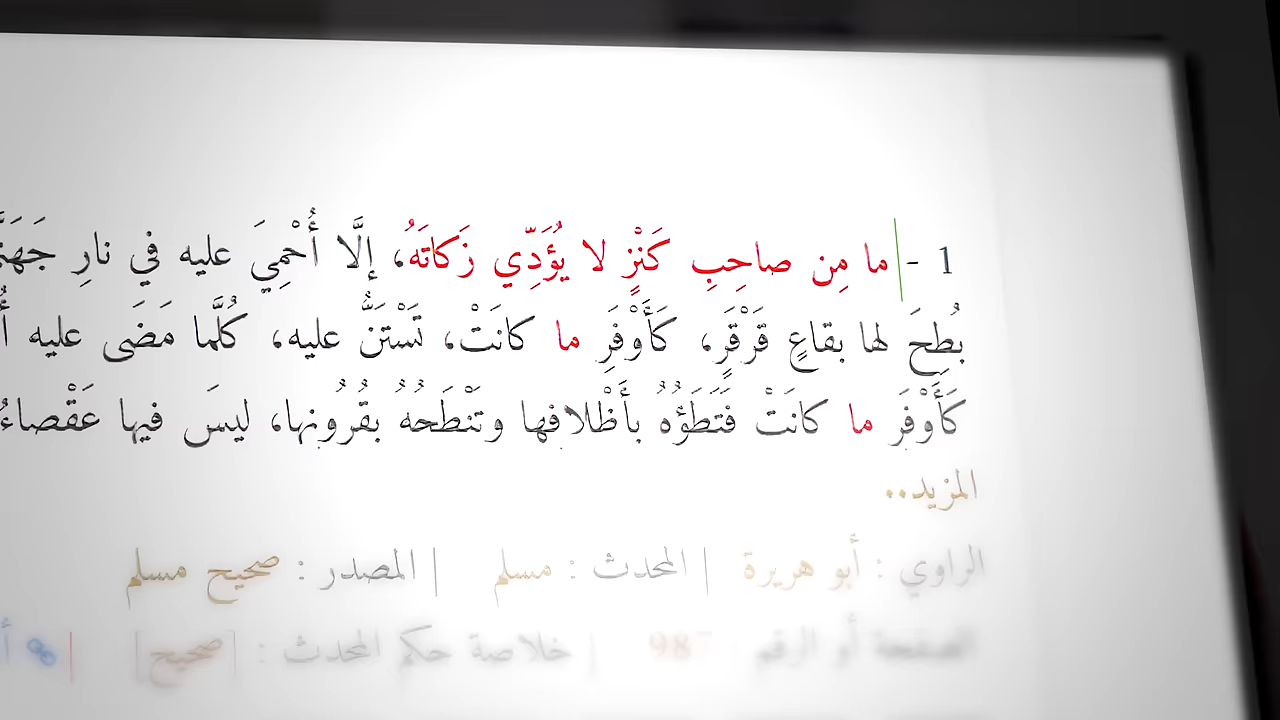 1 - ما مِن صاحِبِ كَنْزٍ لا يُؤَدِّي زَكاتَهُ، إِلَّا أُحْمِيَ عليه في نارِ
بُطِحَ لها بقاعٍ قَرْقَرٍ، كَأَوْفَرِ ما كانَتْ، تَسْتَنُّ عليه، كُلَّما مَضَى عليه
كَأَوْفَرَ ما كانَتْ فَتَطَؤُهُ بأَظْلافِها وتَنْطَحُهُ بقُرُونِها، ليسَ فيها عَقْصاءُ
المزيد..
الراوي : أبو هريرة | المحدث : مسلم | المصدر : صحيح مسلم
الصفحة أو الرقم : 987 | خلاصة حكم المحدث : [صحيح] |